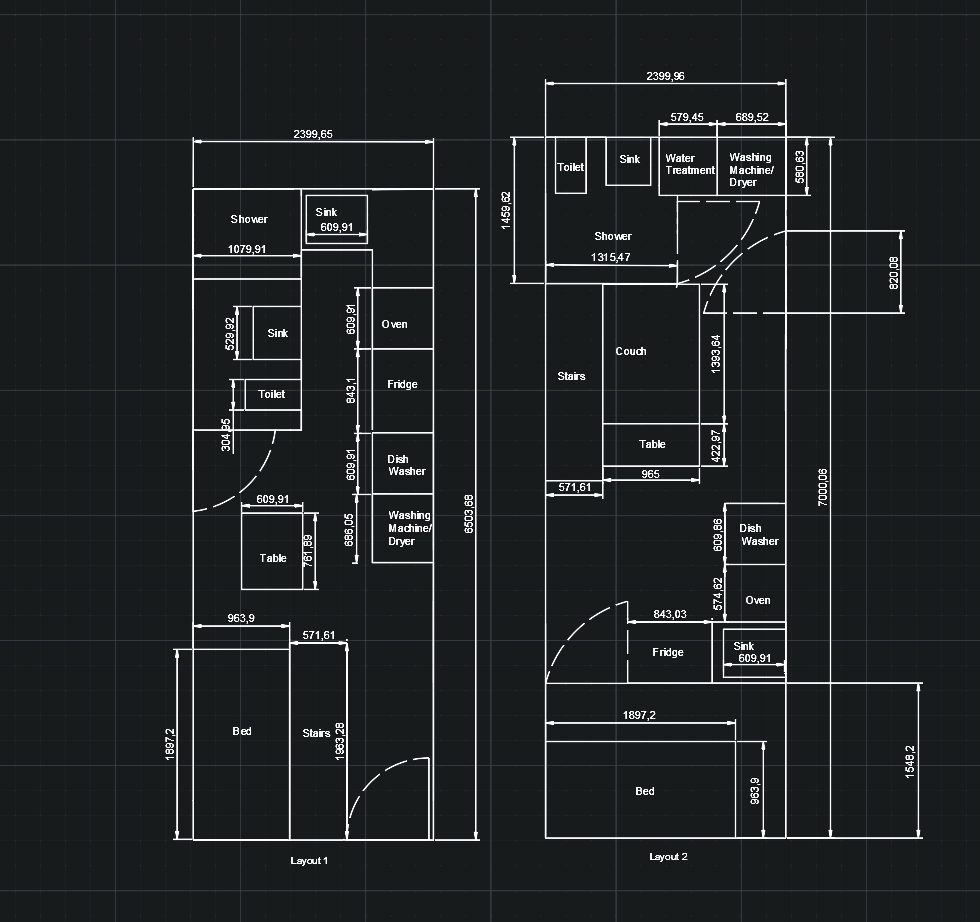 2399,65
Shower
1079,91
Sink
609,91
529,92
Sink
Toilet
304,95
609,91
Oven
843,1
Fridge
609,91
Dish
Washer
686,05
Washing
Machine/
Dryer
6503,68
609,91
Table
761,89
963,9
571,61
1897,2
Bed
Stairs
1963,28
Layout 1
2399,96
579,45
689,52
Toilet
Sink
Water
Treatment
Washing
Machine/
Dryer
580,63
1459,62
Shower
1315,47
820,08
Couch
1393,64
Stairs
Table
422,97
965
571,61
7000,06
609,86
Dish
Washer
574,62
Oven
843,03
Fridge
Sink
609,91
1897,2
1548,2
Bed
963,9
Layout 2